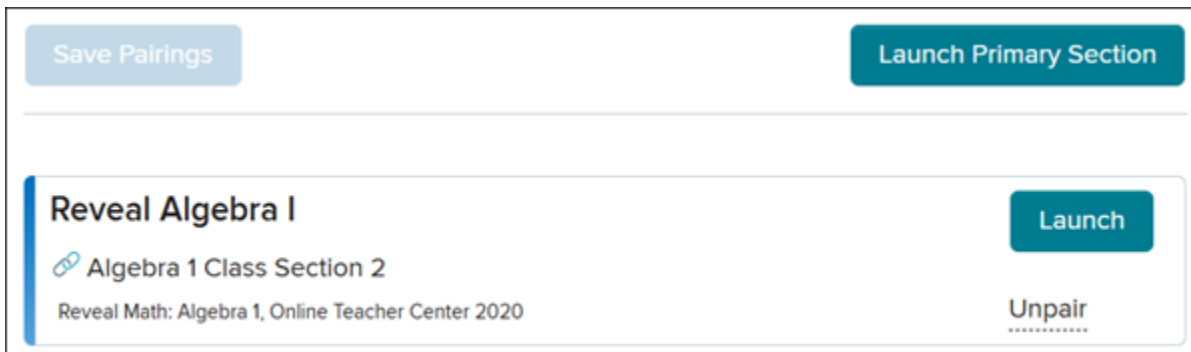 Save Pairings
Launch Primary Section
Reveal Algebra I
Launch
Algebra 1 Class Section 2
Reveal Math: Algebra 1, Online Teacher Center 2020
Unpair